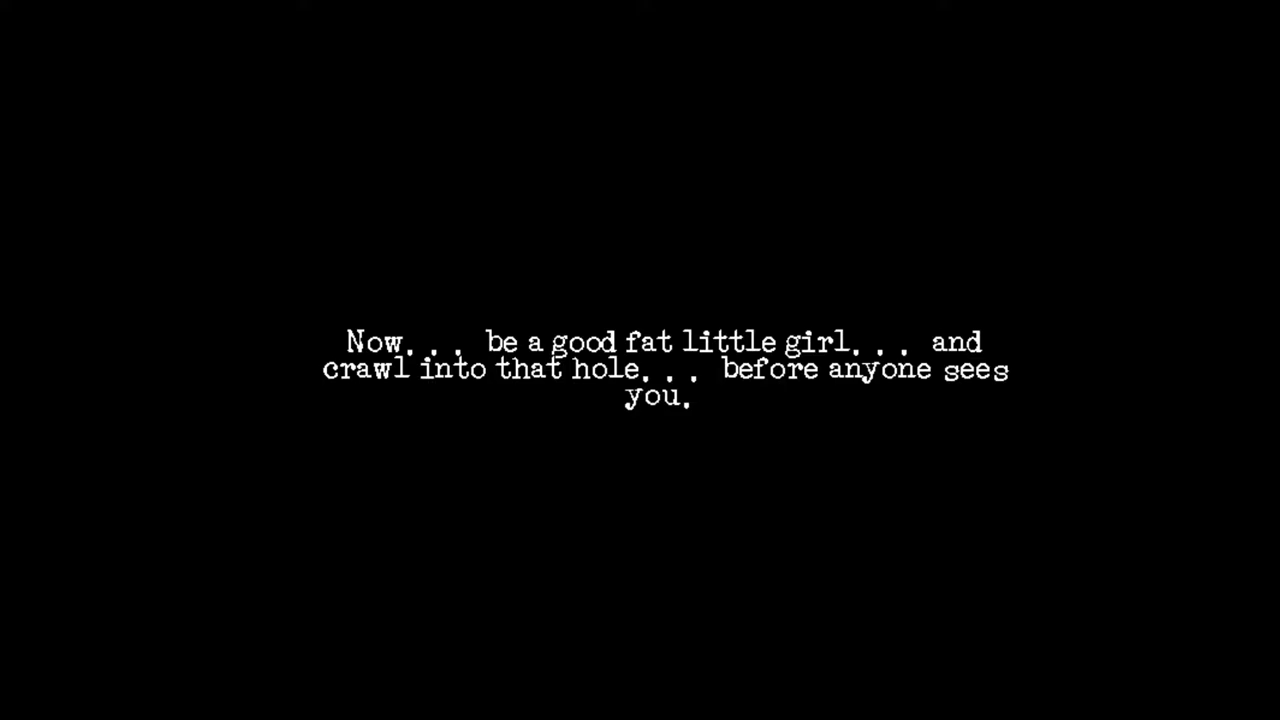 Now... be a good fat little girl... and
crawl into that hole... before anyone sees
you.